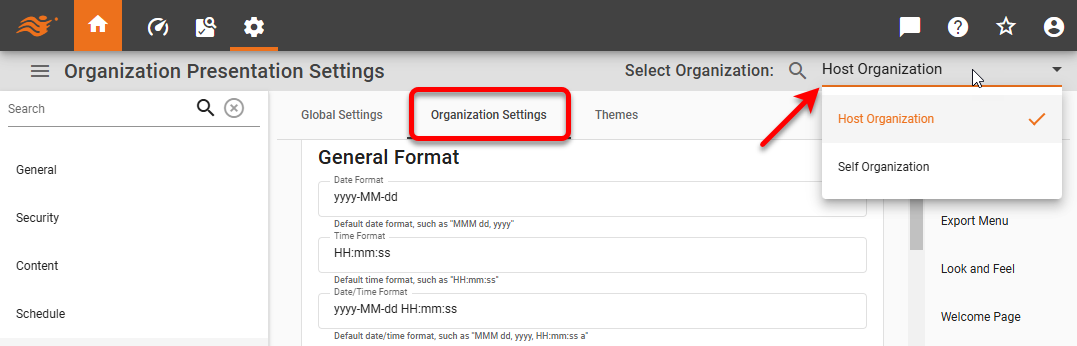 Organization Presentation Settings
Select Organization:
Host Organization
Search
General
Security
Content
Schedule
Global Settings
Organization Settings
Themes
General Format
Date Format
yyyy-MM-dd
Default date format, such as "MMM dd, yyyy"
Time Format
HH:mm:ss
Default time format, such as "HH:mm:ss"
Date/Time Format
yyyy-MM-dd HH:mm:ss
Default date/time format, such as "MMM dd, yyyy, HH:mm:ss a"
Host Organization
Self Organization
Export Menu
Look and Feel
Welcome Page